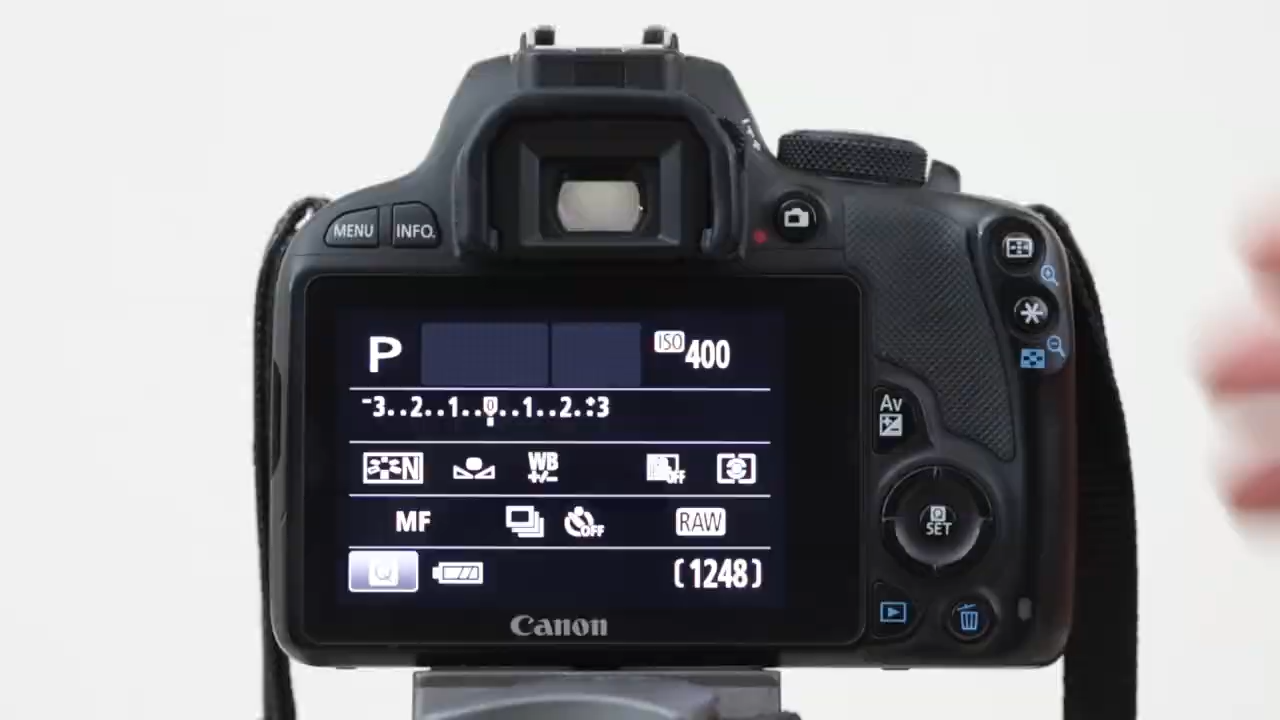 MENU
INFO.
P
ISO 400
-3..2..1..0..1..2.+3
N
WB
+/-
OFF
Av
MF
OFF
RAW
Q
SET
Q
(1248)
Canon